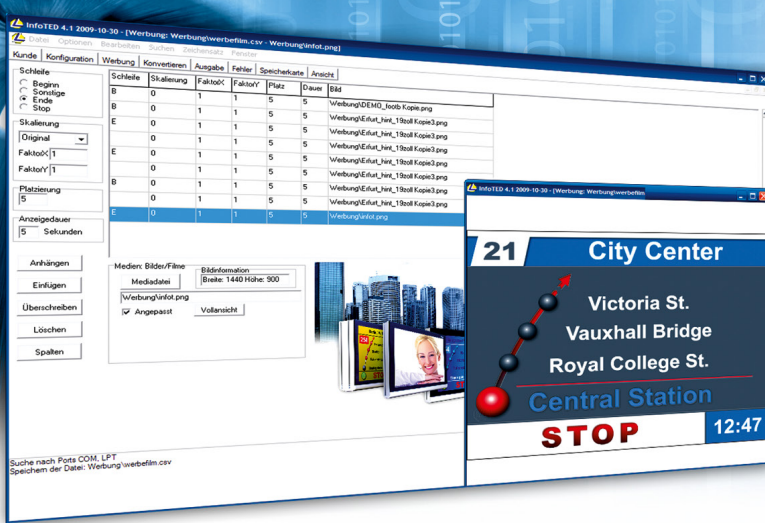 InfoTED 4.1 2009-10-30 - [Werbung: Werbung\werbefilm.csv - Werbung\infot.png]
Datei Optionen Bearbeiten Suchen Zeichensatz Fenster
Kunde Konfiguration Werbung Konvertieren Ausgabe Fehler Speicherkarte Ansicht
Schleife
Beginn
Sonstige
Ende
Stop
Skalierung
Original
FaktorX 1
FaktorY 1
Platzierung
5
Anzeigedauer
5 Sekunden
Anhängen
Einfügen
Überschreiben
Löschen
Spalten
Schleife Skalierung FaktorX FaktorY Platz Dauer Bild
B 0 1 1 5 5 Werbung\DEMO_footb Kopie.png
B 0 1 1 5 5 Werbung\Erfurt_hint_19zoll Kopie3.png
E 0 1 1 5 5 Werbung\Erfurt_hint_19zoll Kopie3.png
0 1 1 5 5 Werbung\Erfurt_hint_19zoll Kopie3.png
E 0 1 1 5 5 Werbung\Erfurt_hint_19zoll Kopie3.png
0 1 1 5 5 Werbung\Erfurt_hint_19zoll Kopie3.png
B 0 1 1 5 5 Werbung\Erfurt_hint_19zoll Kopie3.png
0 1 1 5 5 Werbung\Erfurt_hint_19zoll Kopie3.png
E 0 1 1 5 5 Werbung\infot.png
Medien: Bilder/Filme
Mediadatei
Bildinformation
Breite: 1440 Höhe: 900
Werbung\infot.png
Angepasst Vollansicht
STOP
Suche nach Ports COM, LPT
Speichern der Datei: Werbung\werbefilm.csv
InfoTED 4.1 2009-10-30 - [Werbung: Werbung\werbefilm
21 City Center
Victoria St.
Vauxhall Bridge
Royal College St.
Central Station
STOP 12:47